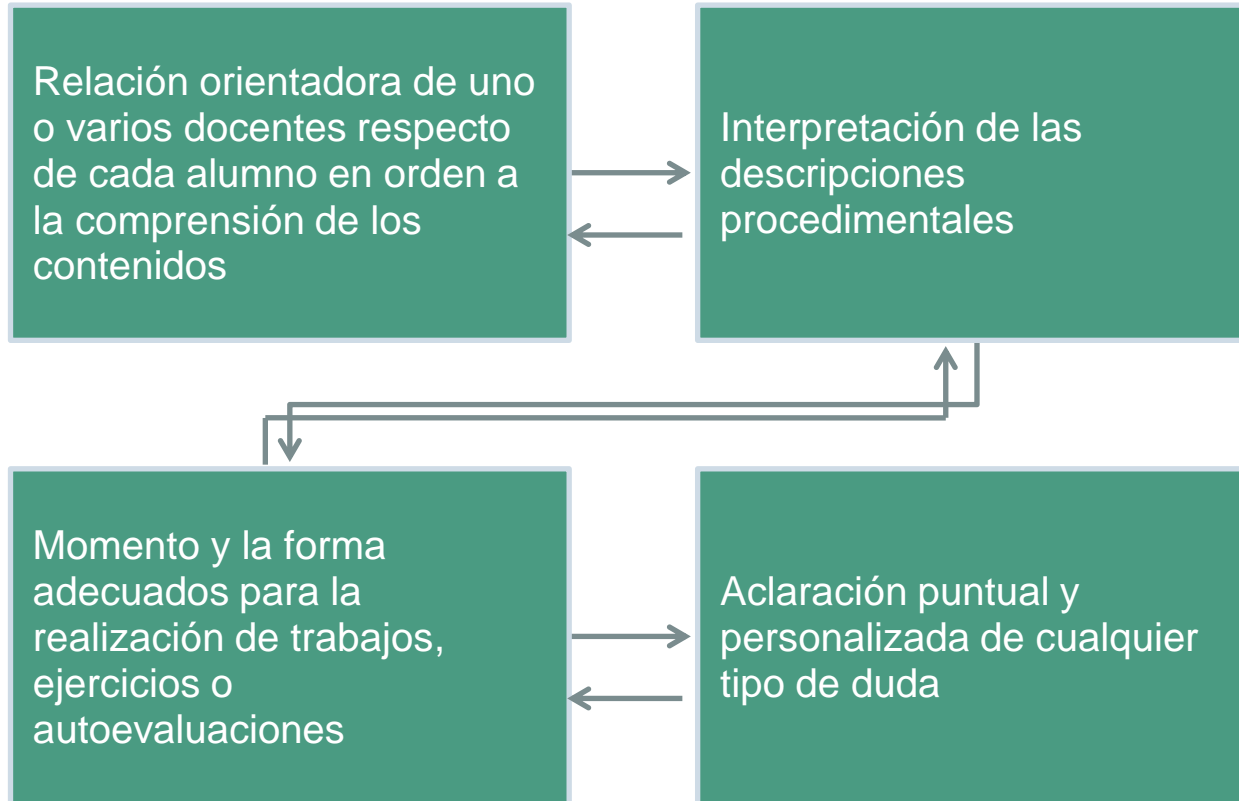 Relación orientadora de uno
o varios docentes respecto
de cada alumno en orden a
la comprensión de los
contenidos
Interpretación de las
descripciones
procedimentales
Momento y la forma
adecuados para la
realización de trabajos,
ejercicios o
autoevaluaciones
Aclaración puntual y
personalizada de cualquier
tipo de duda